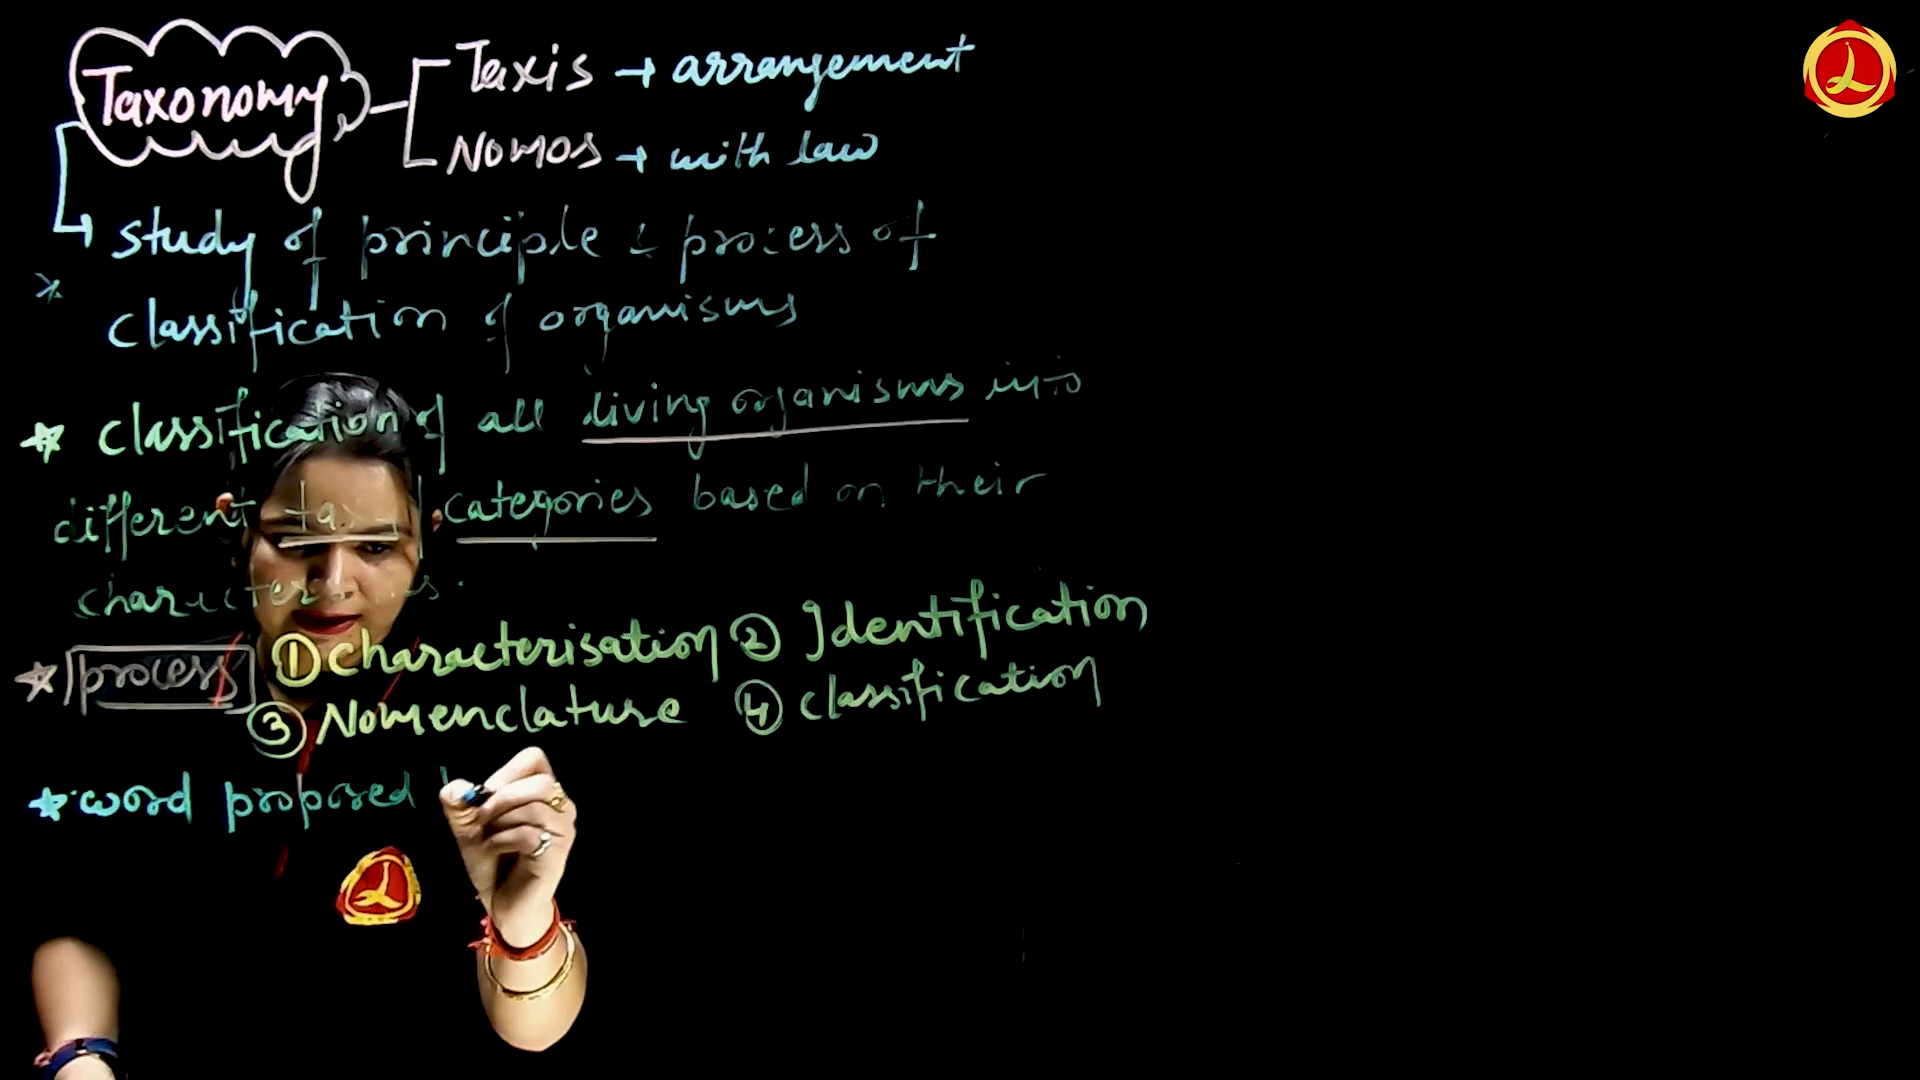 Taxonomy
Taxis → arrangement
Nomos → with law
study of principle & process of
classification of organisms
classification of all living organisms into
different categories based on their
process ① characterisation ② Identification
③ Nomenclature ④ classification
word proposed